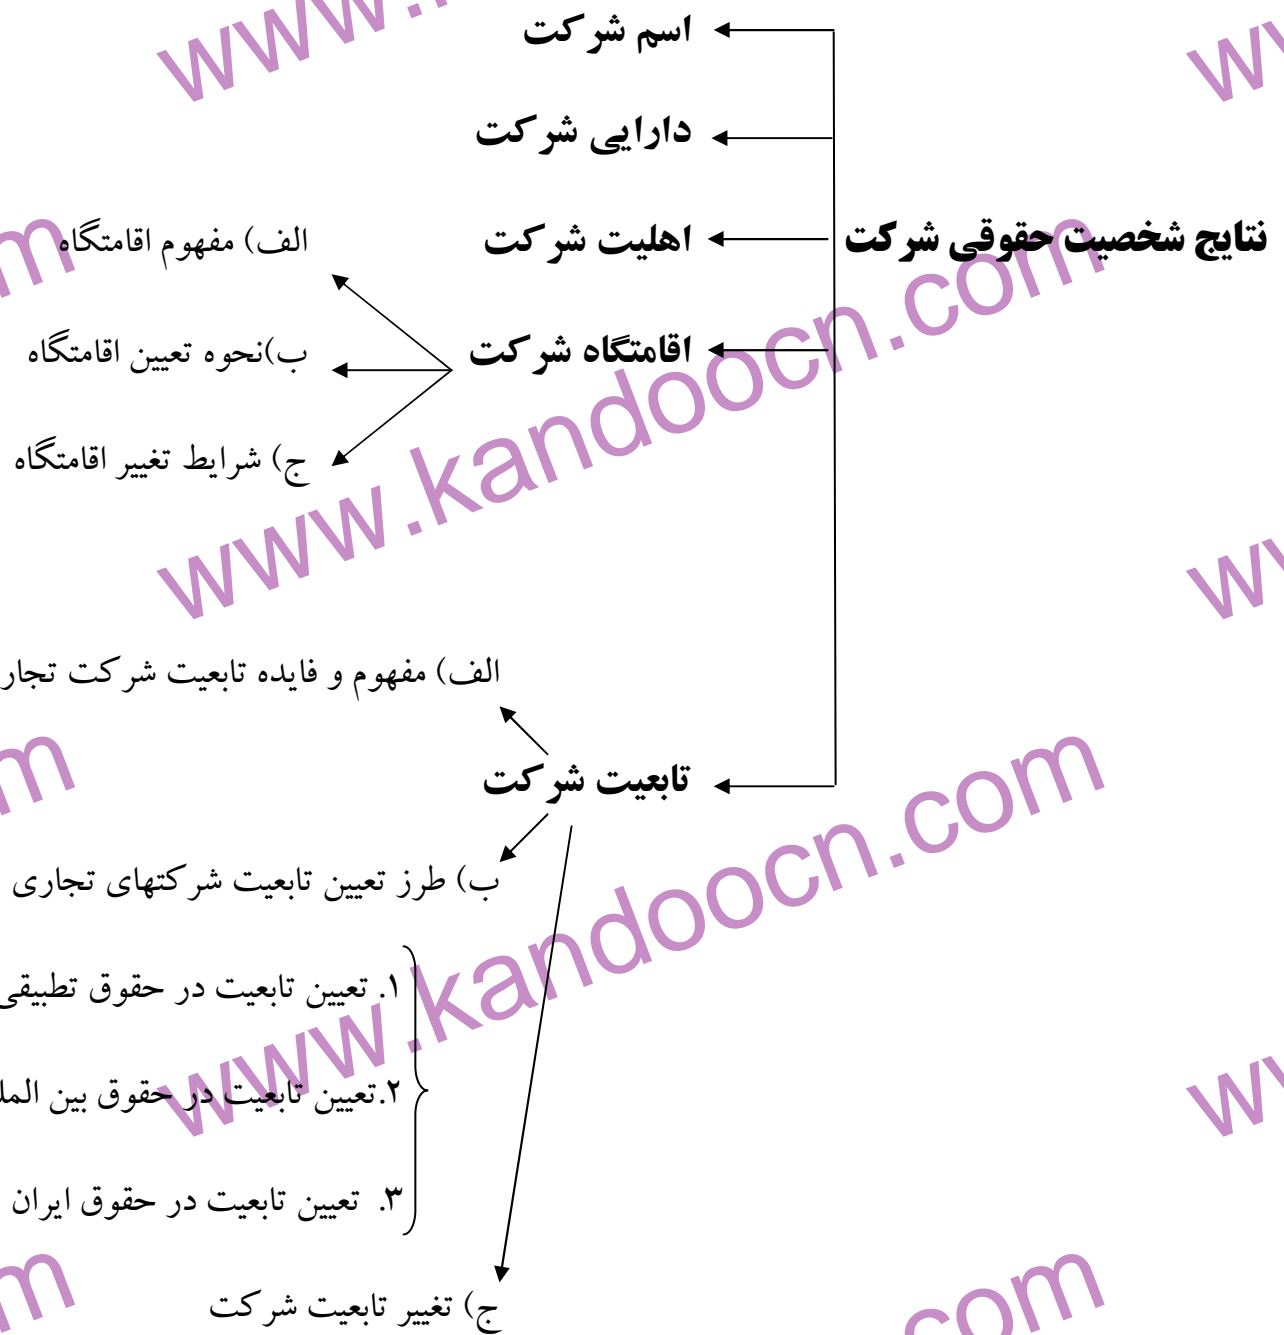 اسم شرکت
دارایی شرکت
نتایج شخصیت حقوقی شرکت
اهلیت شرکت
الف) مفهوم اقامتگاه
اقامتگاه شرکت
ب)نحوه تعیین اقامتگاه
ج) شرایط تغییر اقامتگاه
الف) مفهوم و فایده تابعیت شرکت تجار
تابعیت شرکت
ب) طرز تعیین تابعیت شرکتهای تجاری
۱. تعیین تابعیت در حقوق تطبیقی
۲.تعیین تابعیت در حقوق بین المل
۳. تعیین تابعیت در حقوق ایران
ج) تغییر تابعیت شرکت
www.kandoocn.com
www.kandoocn.com